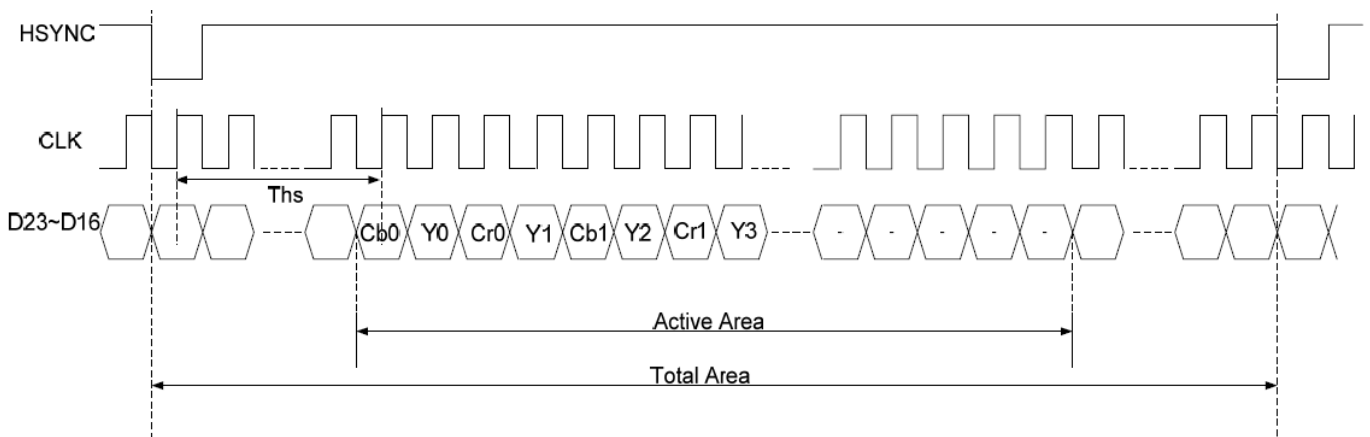 HSYNC
CLK
Ths
D23~D16
Cb0 Y0 Cr0 Y1 Cb1 Y2 Cr1 Y3 - - - - -
Active Area
Total Area